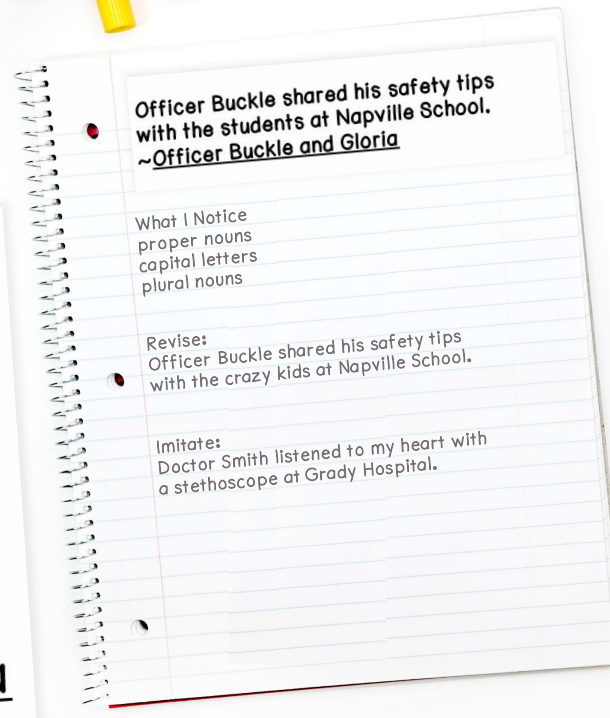 Officer Buckle shared his safety tips
with the students at Napville School.
~Officer Buckle and Gloria
What I Notice
proper nouns
capital letters
plural nouns
Revise:
Officer Buckle shared his safety tips
with the crazy kids at Napville School.
Imitate:
Doctor Smith listened to my heart with
a stethoscope at Grady Hospital.